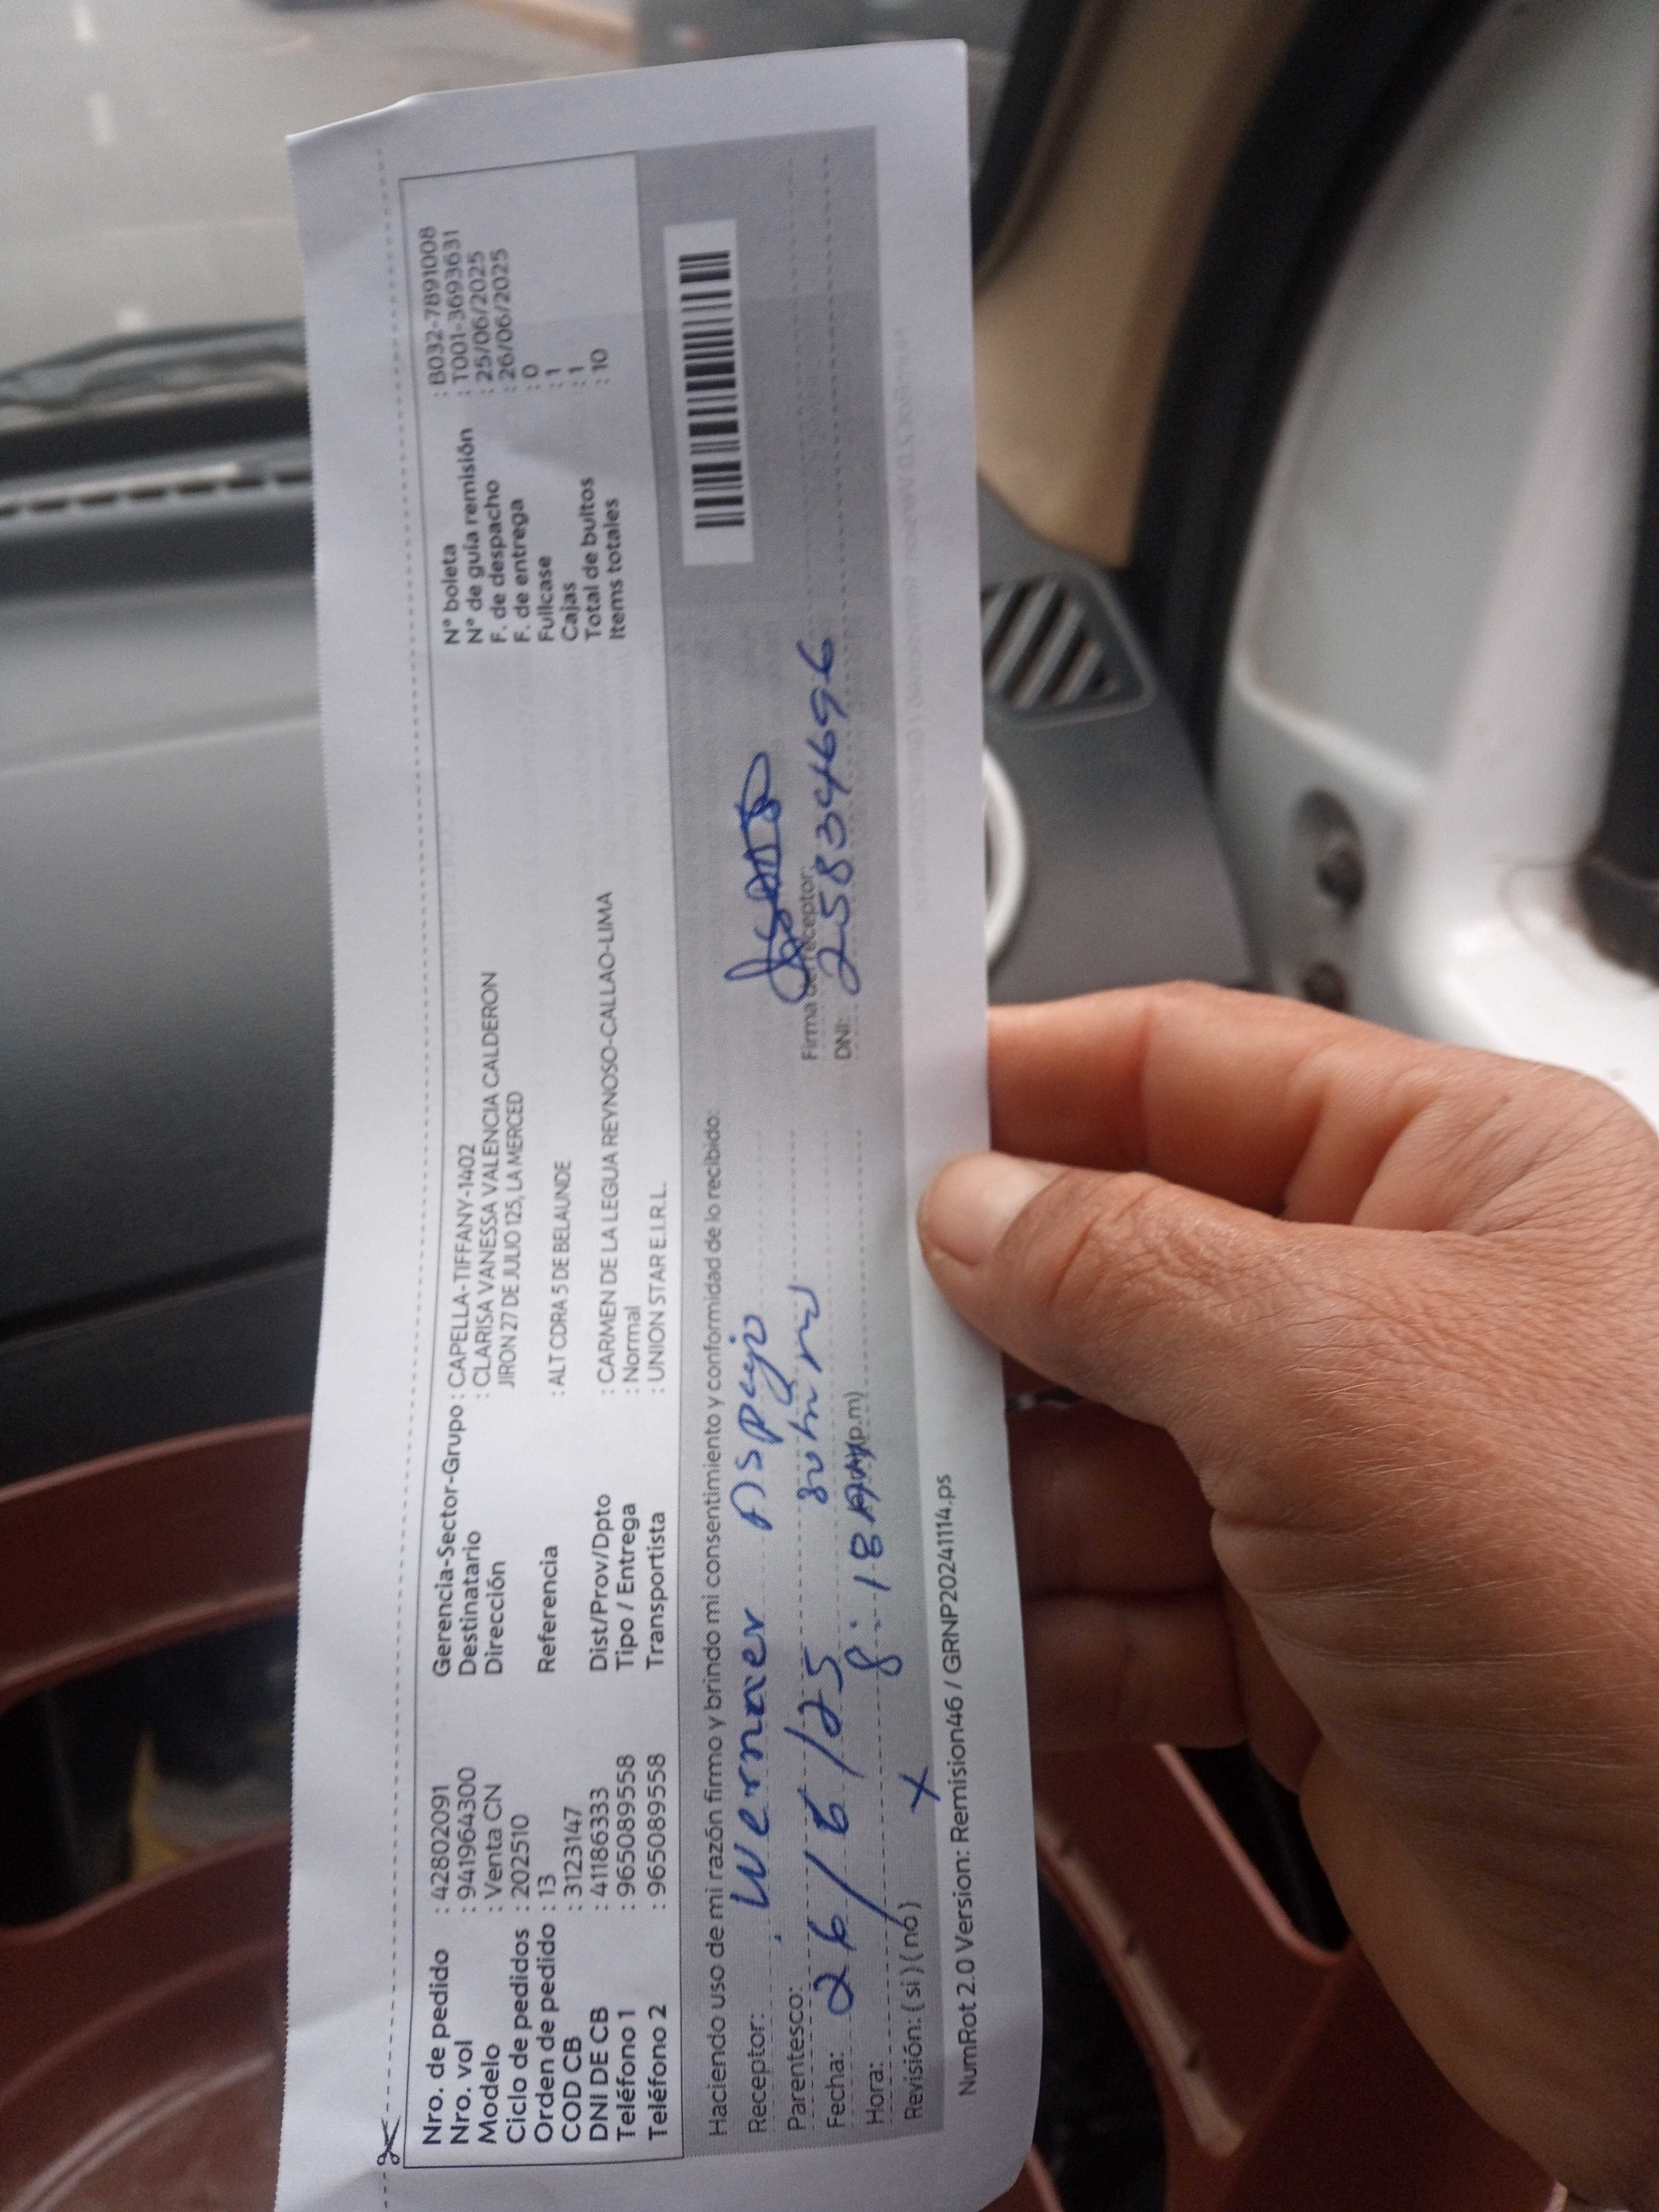 Nro. de pedido : 42802091
Nro. vol : 941964300
Modelo : Venta CN
Ciclo de pedidos : 202510
Orden de pedido : 13
COD CB : 3123147
DNI DE CB : 41186333
Teléfono 1 : 965089558
Teléfono 2 : 965089558
Gerencia-Sector-Grupo : CAPELLA-TIFFANY-1402
Destinatario : CLARISA VANESSA VALENCIA CALDERON
Dirección JIRON 27 DE JULIO 125, LA MERCED
Referencia : ALT CDRA 5 DE BELAUNDE
Dist/Prov/Dpto : CARMEN DE LA LEGUA REYNOSO-CALLAO-LIMA
Tipo / Entrega : Normal
Transportista : UNION STAR E.I.R.L.
N° boleta : B032-7891008
N° de guía remisión : T001-3693631
F. de despacho : 25/06/2025
F. de entrega : 26/06/2025
Fullcase : 0
Cajas : 1
Total de bultos : 1
Items totales : 10
Haciendo uso de mi razón firmo y brindo mi consentimiento y conformidad de lo recibido:
Receptor:
Parentesco:
Fecha: 26/6/25
Hora: 8:18 p.m)
Revisión: ( si ) ( no ) X
Firma del receptor:
DNI: 25834696
NumRot 2.0 Version: Remision46 / GRNP20241114.ps